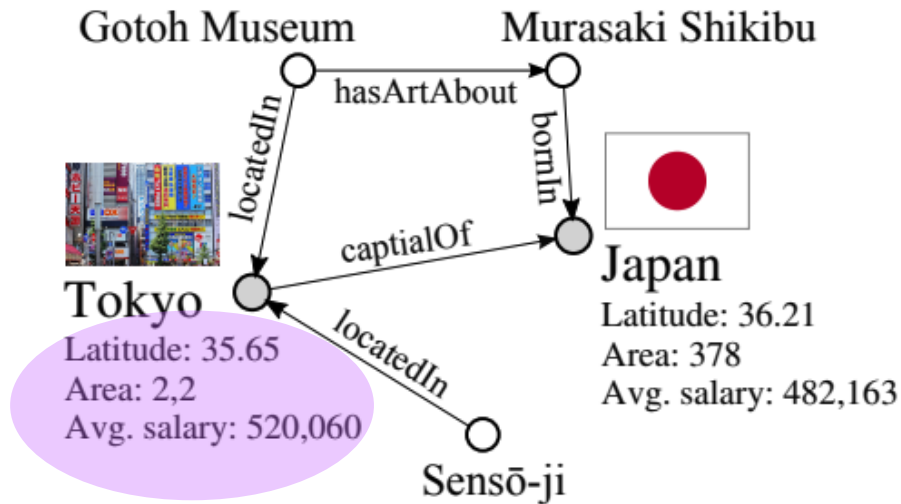 Gotoh Museum
Murasaki Shikibu
hasArtAbout
locatedIn
bornIn
captialOf
Tokyo
Latitude: 35.65
Area: 2,2
Avg. salary: 520,060
Japan
Latitude: 36.21
Area: 378
Avg. salary: 482,163
locatedIn
Sensō-ji